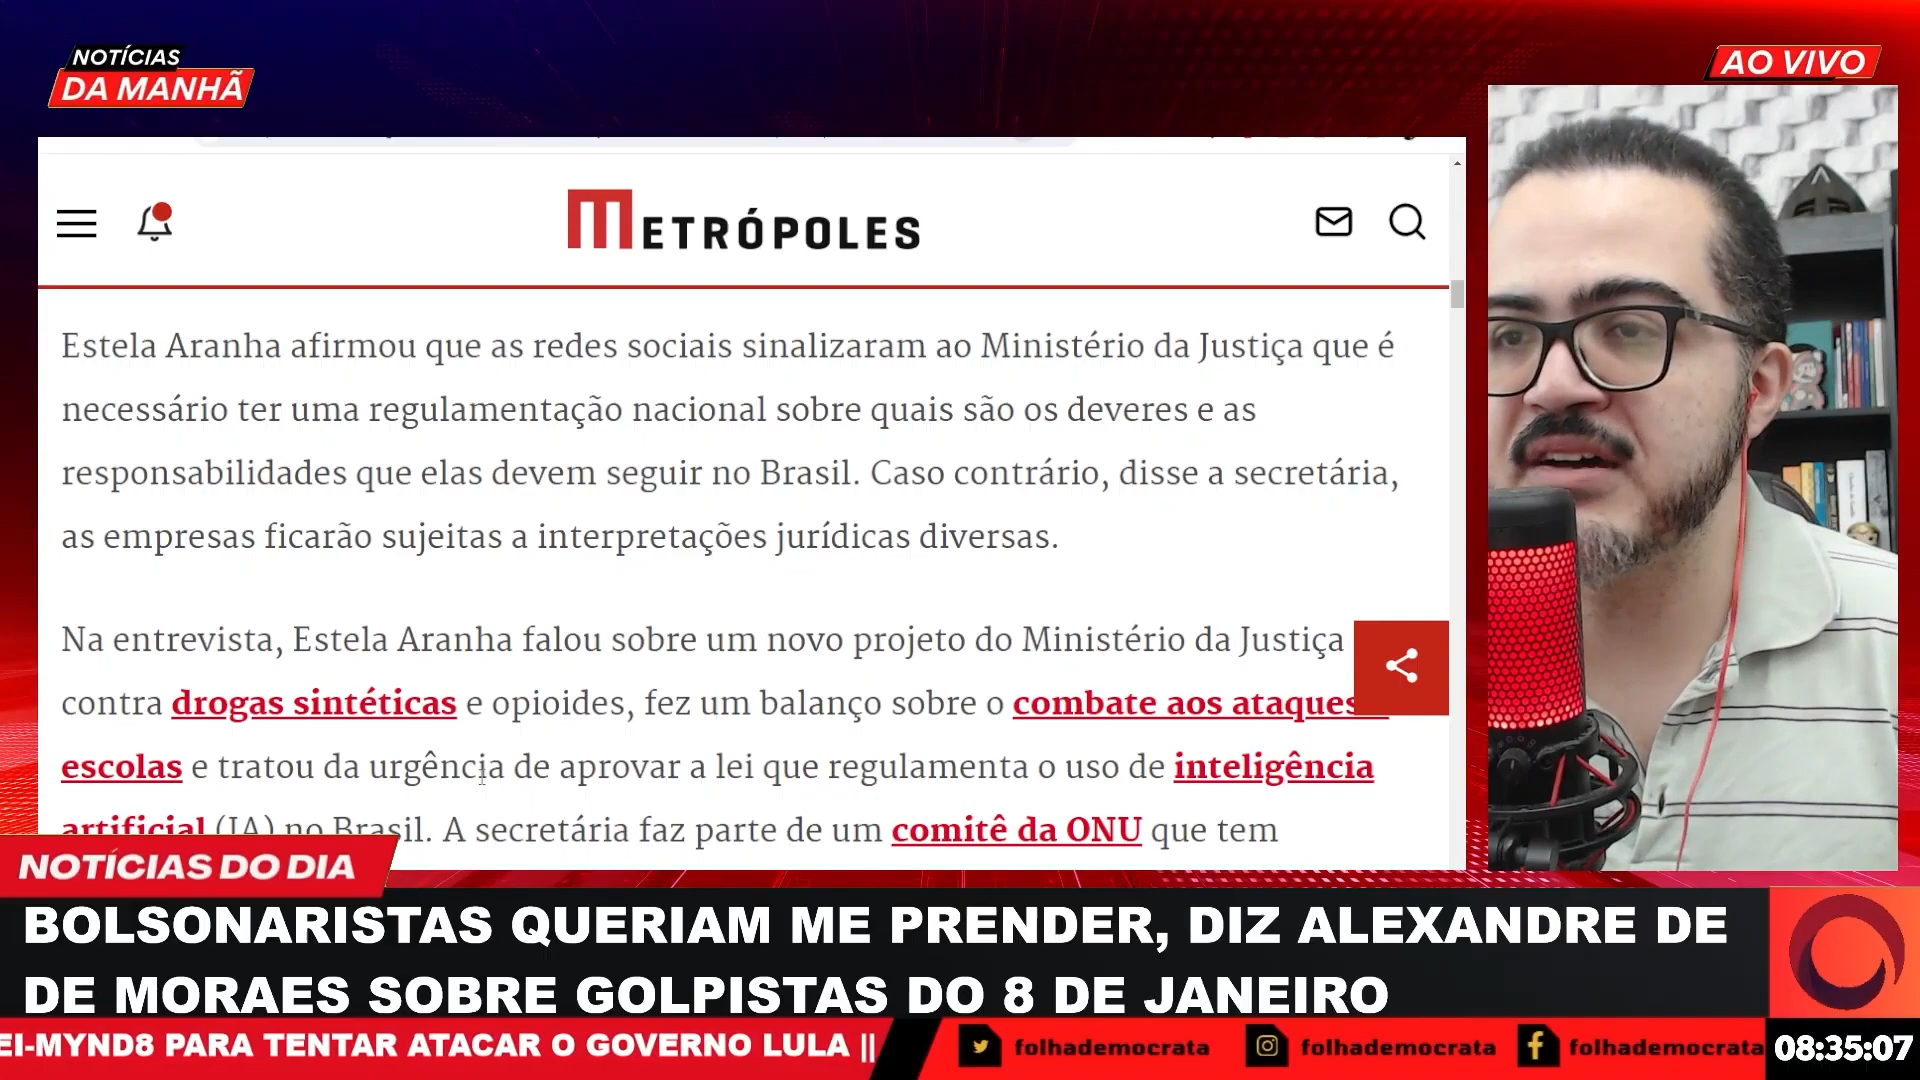 NOTÍCIAS
DA MANHÃ
AO VIVO
METRÓPOLES
Estela Aranha afirmou que as redes sociais sinalizaram ao Ministério da Justiça que é
necessário ter uma regulamentação nacional sobre quais são os deveres e as
responsabilidades que elas devem seguir no Brasil. Caso contrário, disse a secretária,
as empresas ficarão sujeitas a interpretações jurídicas diversas.
Na entrevista, Estela Aranha falou sobre um novo projeto do Ministério da Justiça
contra drogas sintéticas e opioides, fez um balanço sobre o combate aos ataques
escolas e tratou da urgência de aprovar a lei que regulamenta o uso de inteligência
artificial (IA) no Brasil. A secretária faz parte de um comitê da ONU que tem
NOTÍCIAS DO DIA
BOLSONARISTAS QUERIAM ME PRENDER, DIZ ALEXANDRE DE
DE MORAES SOBRE GOLPISTAS DO 8 DE JANEIRO
EI-MYND8 PARA TENTAR ATACAR O GOVERNO LULA ||
folhademocrata
folhademocrata
folhademocrata
08:35:07